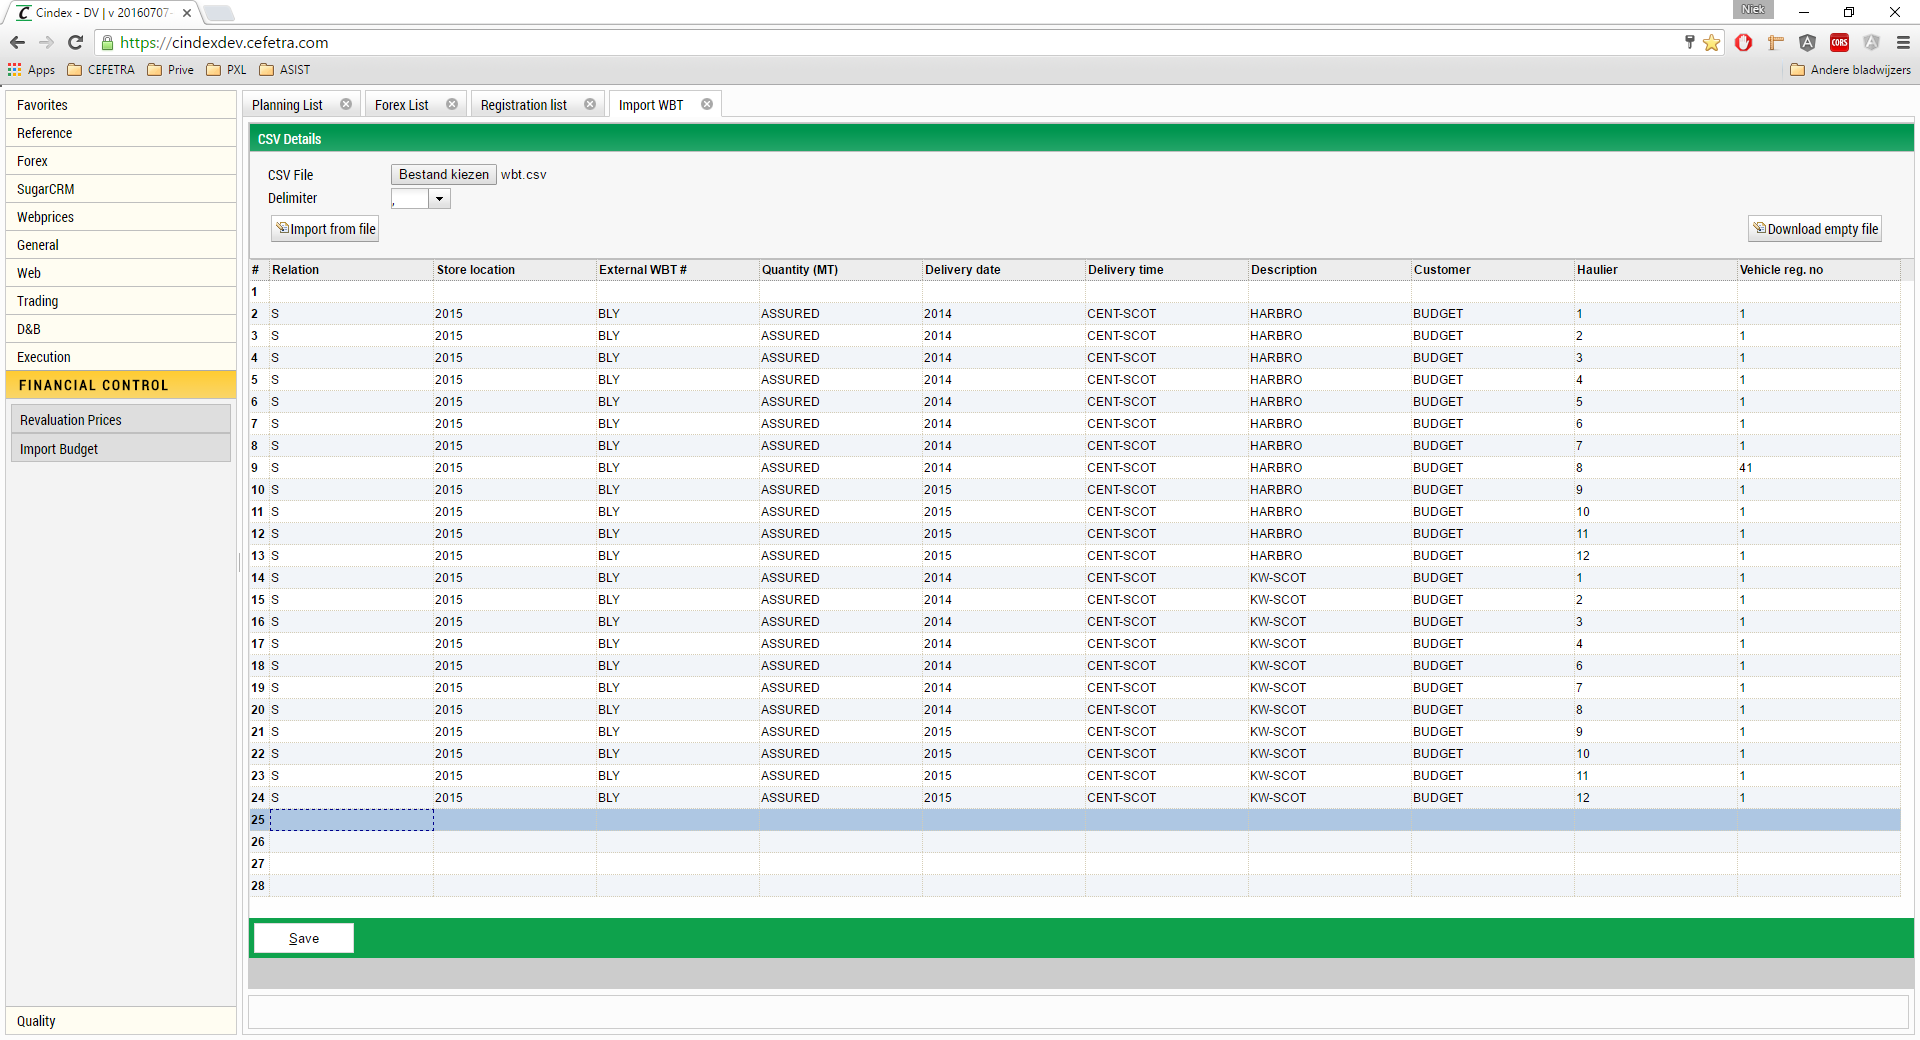 Cindex - DV | v 20160707-
Niek
https://cindexdev.cefetra.com
CORS
Apps CEFETRA Prive PXL ASIST Andere bladwijzers
Favorites
Reference
Forex
SugarCRM
Webprices
General
Web
Trading
D&B
Execution
FINANCIAL CONTROL
Revaluation Prices
Import Budget
Quality
Planning List Forex List Registration list Import WBT
CSV Details
CSV File Bestand kiezen wbt.csv
Delimiter ,
Import from file Download empty file
# Relation Store location External WBT # Quantity (MT) Delivery date Delivery time Description Customer Haulier Vehicle reg. no
1
2 S 2015 BLY ASSURED 2014 CENT-SCOT HARBRO BUDGET 1 1
3 S 2015 BLY ASSURED 2014 CENT-SCOT HARBRO BUDGET 2 1
4 S 2015 BLY ASSURED 2014 CENT-SCOT HARBRO BUDGET 3 1
5 S 2015 BLY ASSURED 2014 CENT-SCOT HARBRO BUDGET 4 1
6 S 2015 BLY ASSURED 2014 CENT-SCOT HARBRO BUDGET 5 1
7 S 2015 BLY ASSURED 2014 CENT-SCOT HARBRO BUDGET 6 1
8 S 2015 BLY ASSURED 2014 CENT-SCOT HARBRO BUDGET 7 1
9 S 2015 BLY ASSURED 2014 CENT-SCOT HARBRO BUDGET 8 41
10 S 2015 BLY ASSURED 2015 CENT-SCOT HARBRO BUDGET 9 1
11 S 2015 BLY ASSURED 2015 CENT-SCOT HARBRO BUDGET 10 1
12 S 2015 BLY ASSURED 2015 CENT-SCOT HARBRO BUDGET 11 1
13 S 2015 BLY ASSURED 2015 CENT-SCOT HARBRO BUDGET 12 1
14 S 2015 BLY ASSURED 2014 CENT-SCOT KW-SCOT BUDGET 1 1
15 S 2015 BLY ASSURED 2014 CENT-SCOT KW-SCOT BUDGET 2 1
16 S 2015 BLY ASSURED 2014 CENT-SCOT KW-SCOT BUDGET 3 1
17 S 2015 BLY ASSURED 2014 CENT-SCOT KW-SCOT BUDGET 4 1
18 S 2015 BLY ASSURED 2014 CENT-SCOT KW-SCOT BUDGET 6 1
19 S 2015 BLY ASSURED 2014 CENT-SCOT KW-SCOT BUDGET 7 1
20 S 2015 BLY ASSURED 2014 CENT-SCOT KW-SCOT BUDGET 8 1
21 S 2015 BLY ASSURED 2015 CENT-SCOT KW-SCOT BUDGET 9 1
22 S 2015 BLY ASSURED 2015 CENT-SCOT KW-SCOT BUDGET 10 1
23 S 2015 BLY ASSURED 2015 CENT-SCOT KW-SCOT BUDGET 11 1
24 S 2015 BLY ASSURED 2015 CENT-SCOT KW-SCOT BUDGET 12 1
25
26
27
28
Save